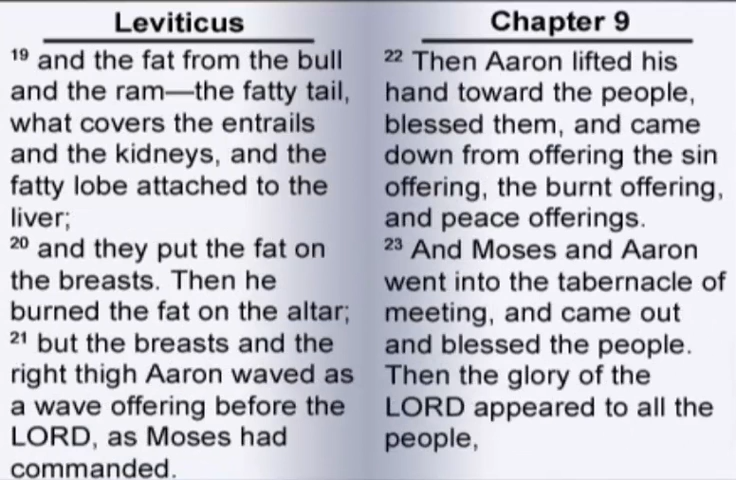 Leviticus
19 and the fat from the bull
and the ram—the fatty tail,
what covers the entrails
and the kidneys, and the
fatty lobe attached to the
liver;
20 and they put the fat on
the breasts. Then he
burned the fat on the altar;
21 but the breasts and the
right thigh Aaron waved as
a wave offering before the
LORD, as Moses had
commanded.
Chapter 9
22 Then Aaron lifted his
hand toward the people,
blessed them, and came
down from offering the sin
offering, the burnt offering,
and peace offerings.
23 And Moses and Aaron
went into the tabernacle of
meeting, and came out
and blessed the people.
Then the glory of the
LORD appeared to all the
people,